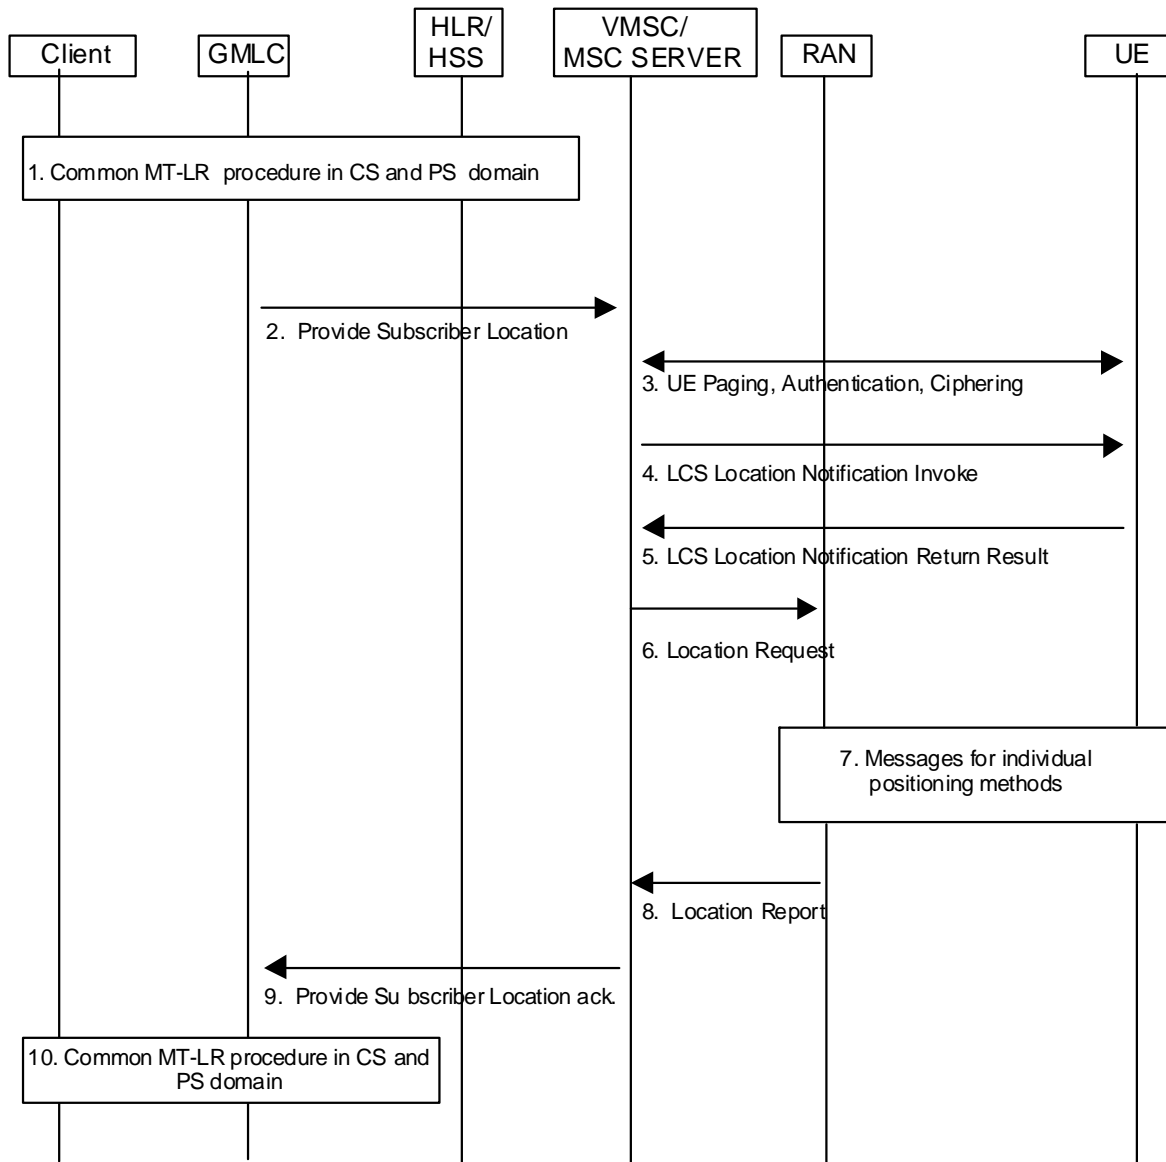 Client
GMLC
HLR/
HSS
VMSC/
MSC SERVER
RAN
UE
1. Common MT-LR procedure in CS and PS domain
2. Provide Subscriber Location
3. UE Paging, Authentication, Ciphering
4. LCS Location Notification Invoke
5. LCS Location Notification Return Result
6. Location Request
7. Messages for individual
positioning methods
8. Location Report
9. Provide Su bscriber Location ack.
10. Common MT-LR procedure in CS and
PS domain